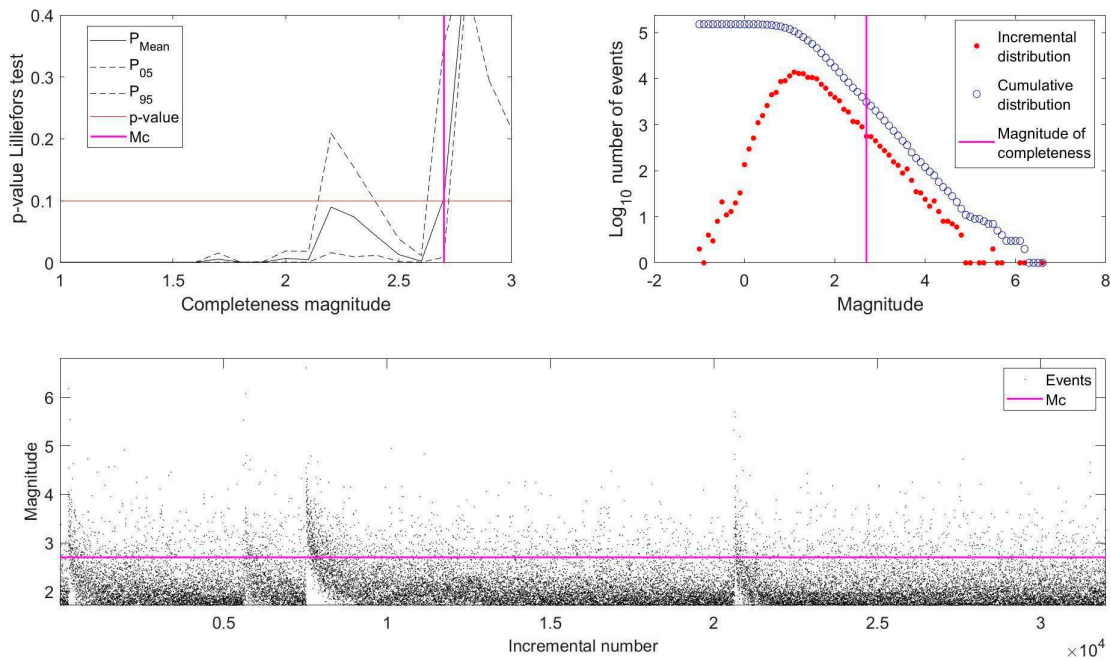 0.4
0.3
0.2
0.1
0
p-value Lilliefors test
1
1.5
2
2.5
3
Completeness magnitude
P_Mean
P_05
P_95
p-value
Mc
5
4
3
2
1
0
Log_10 number of events
-2
0
2
4
6
8
Magnitude
Incremental
distribution
Cumulative
distribution
Magnitude of
completeness
6
5
4
3
2
Magnitude
0.5
1
1.5
2
2.5
3
Incremental number
×10^4
Events
Mc